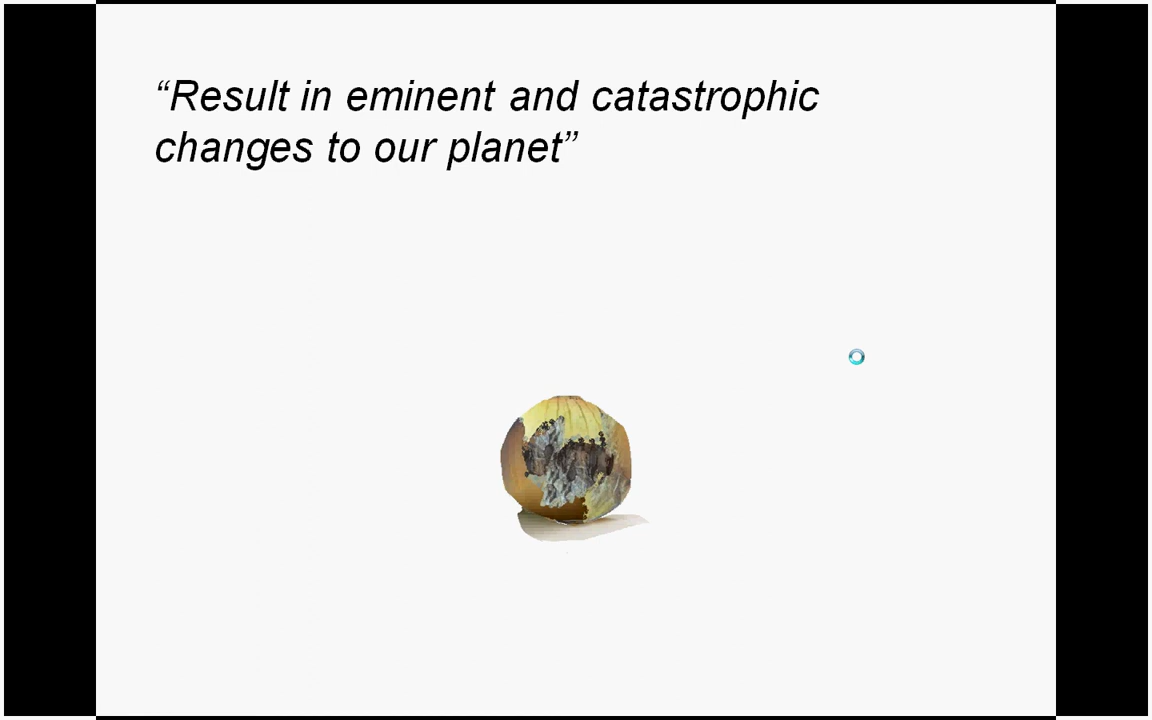 “Result in eminent and catastrophic
changes to our planet”